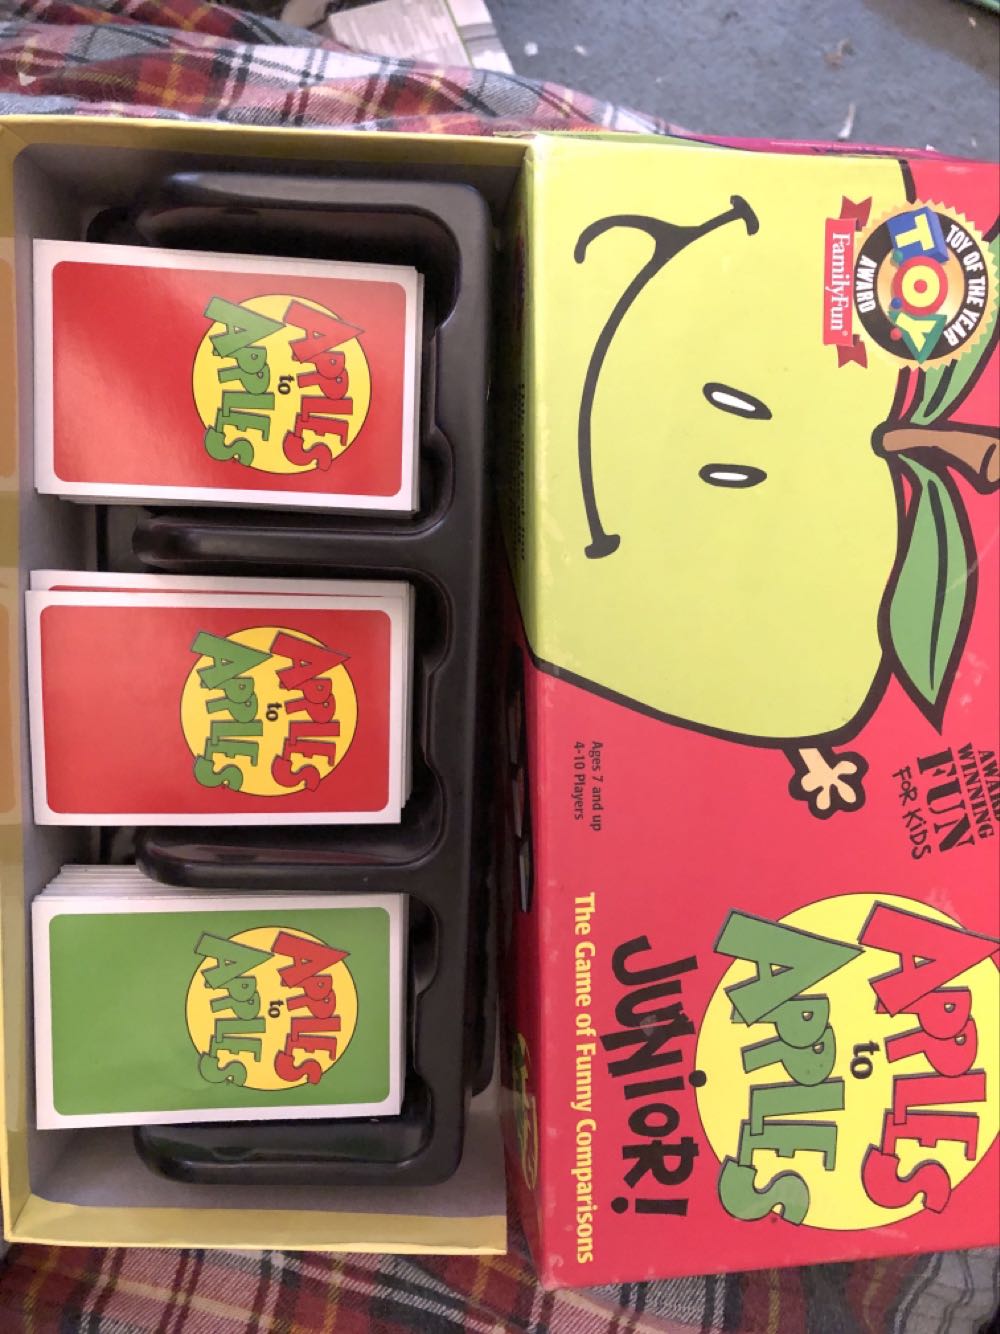 APPLES
to
APPLES
APPLES
to
APPLES
APPLES
to
APPLES
TOY OF THE YEAR
TOY
AWARD
FamilyFun®
AWARD
WINNING
FUN
FOR KiDS
Ages 7 and up
4-10 Players
APPLES
to
APPLES®
JUNIOR!
The Game of Funny Comparisons